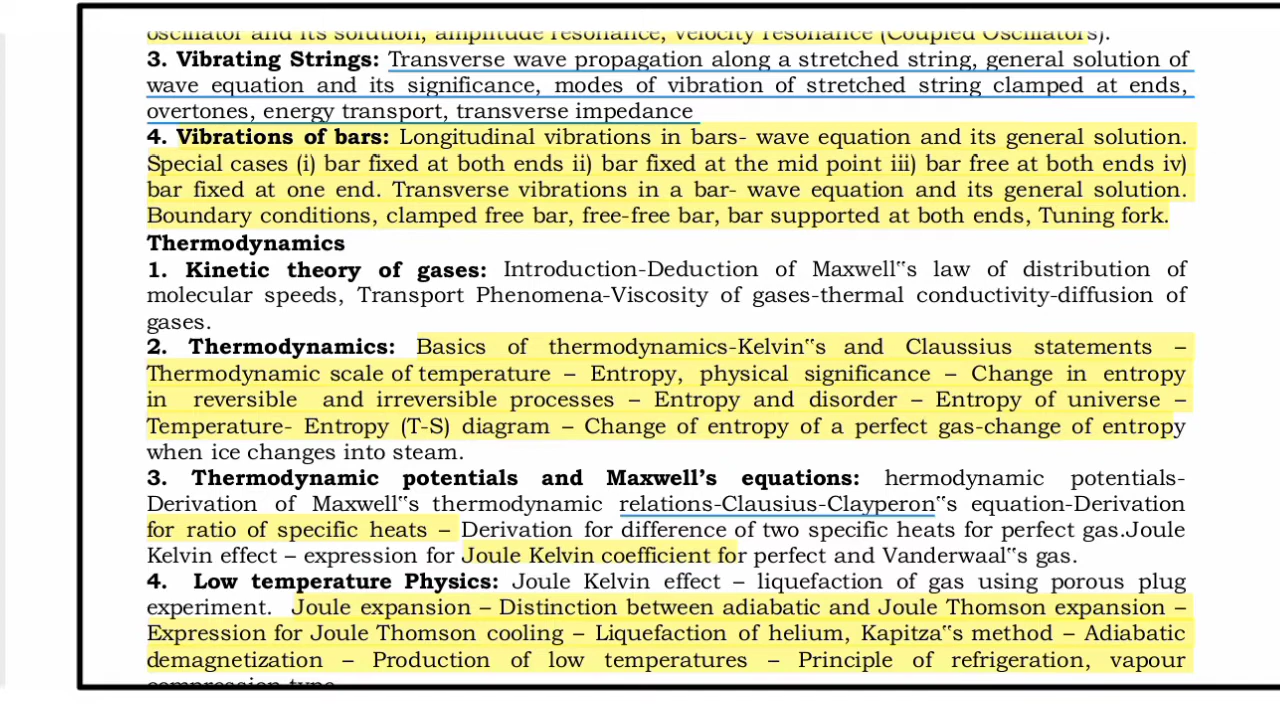 oscillator and its solution, amplitude resonance, velocity resonance (Coupled Oscillators).
3. Vibrating Strings: Transverse wave propagation along a stretched string, general solution of
wave equation and its significance, modes of vibration of stretched string clamped at ends,
overtones, energy transport, transverse impedance
4. Vibrations of bars: Longitudinal vibrations in bars- wave equation and its general solution.
Special cases (i) bar fixed at both ends ii) bar fixed at the mid point iii) bar free at both ends iv)
bar fixed at one end. Transverse vibrations in a bar- wave equation and its general solution.
Boundary conditions, clamped free bar, free-free bar, bar supported at both ends, Tuning fork.
Thermodynamics
1. Kinetic theory of gases: Introduction-Deduction of Maxwell‟s law of distribution of
molecular speeds, Transport Phenomena-Viscosity of gases-thermal conductivity-diffusion of
gases.
2. Thermodynamics: Basics of thermodynamics-Kelvin‟s and Claussius statements –
Thermodynamic scale of temperature – Entropy, physical significance – Change in entropy
in reversible and irreversible processes – Entropy and disorder – Entropy of universe –
Temperature- Entropy (T-S) diagram – Change of entropy of a perfect gas-change of entropy
when ice changes into steam.
3. Thermodynamic potentials and Maxwell’s equations: hermodynamic potentials-
Derivation of Maxwell‟s thermodynamic relations-Clausius-Clayperon‟s equation-Derivation
for ratio of specific heats – Derivation for difference of two specific heats for perfect gas.Joule
Kelvin effect – expression for Joule Kelvin coefficient for perfect and Vanderwaal‟s gas.
4. Low temperature Physics: Joule Kelvin effect – liquefaction of gas using porous plug
experiment. Joule expansion – Distinction between adiabatic and Joule Thomson expansion –
Expression for Joule Thomson cooling – Liquefaction of helium, Kapitza‟s method – Adiabatic
demagnetization – Production of low temperatures – Principle of refrigeration, vapour
compression type